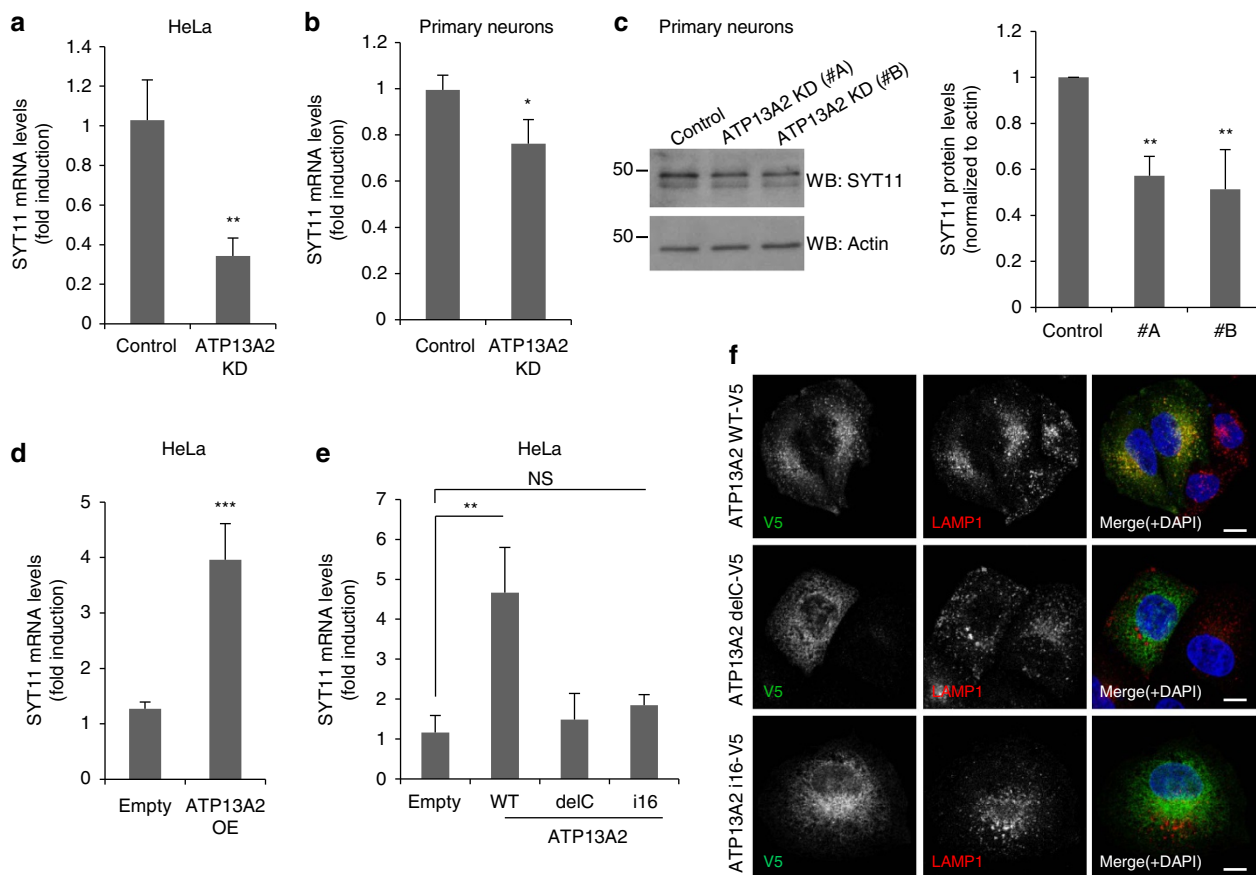 a
HeLa
SYT11 mRNA levels
(fold induction)
1.4
1.2
1
0.8
0.6
0.4
0.2
0
**
Control
ATP13A2
KD
b
Primary neurons
SYT11 mRNA levels
(fold induction)
1.2
1
0.8
0.6
0.4
0.2
0
*
Control
ATP13A2
KD
c
Primary neurons
Control
ATP13A2 KD (#A)
ATP13A2 KD (#B)
50
WB: SYT11
50
WB: Actin
SYT11 protein levels
(normalized to actin)
1.2
1
0.8
0.6
0.4
0.2
0
**
**
Control
#A
#B
d
HeLa
SYT11 mRNA levels
(fold induction)
5
4
3
2
1
0
***
Empty
ATP13A2
OE
e
HeLa
SYT11 mRNA levels
(fold induction)
7
6
5
4
3
2
1
0
NS
**
Empty
WT
delC
i16
ATP13A2
f
ATP13A2 WT-V5
V5
LAMP1
Merge(+DAPI)
ATP13A2 delC-V5
V5
LAMP1
Merge(+DAPI)
ATP13A2 i16-V5
V5
LAMP1
Merge(+DAPI)